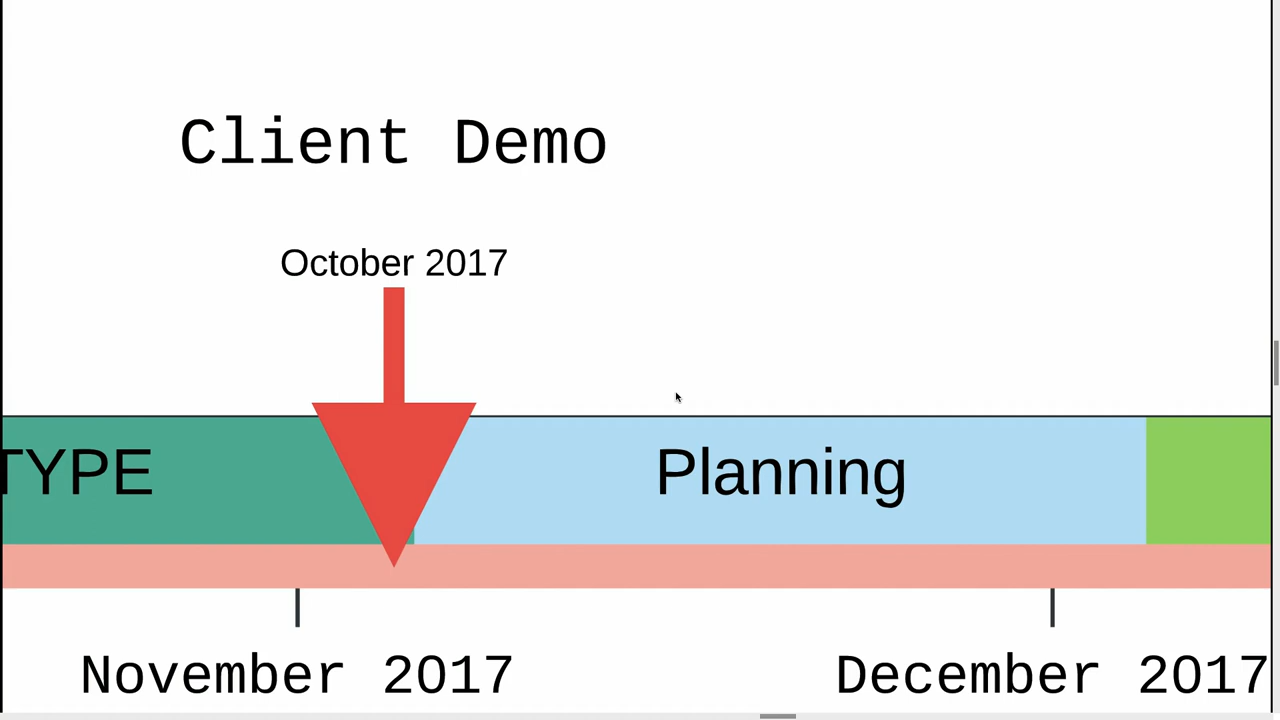 Client Demo
October 2017
TYPE
Planning
November 2017
December 2017